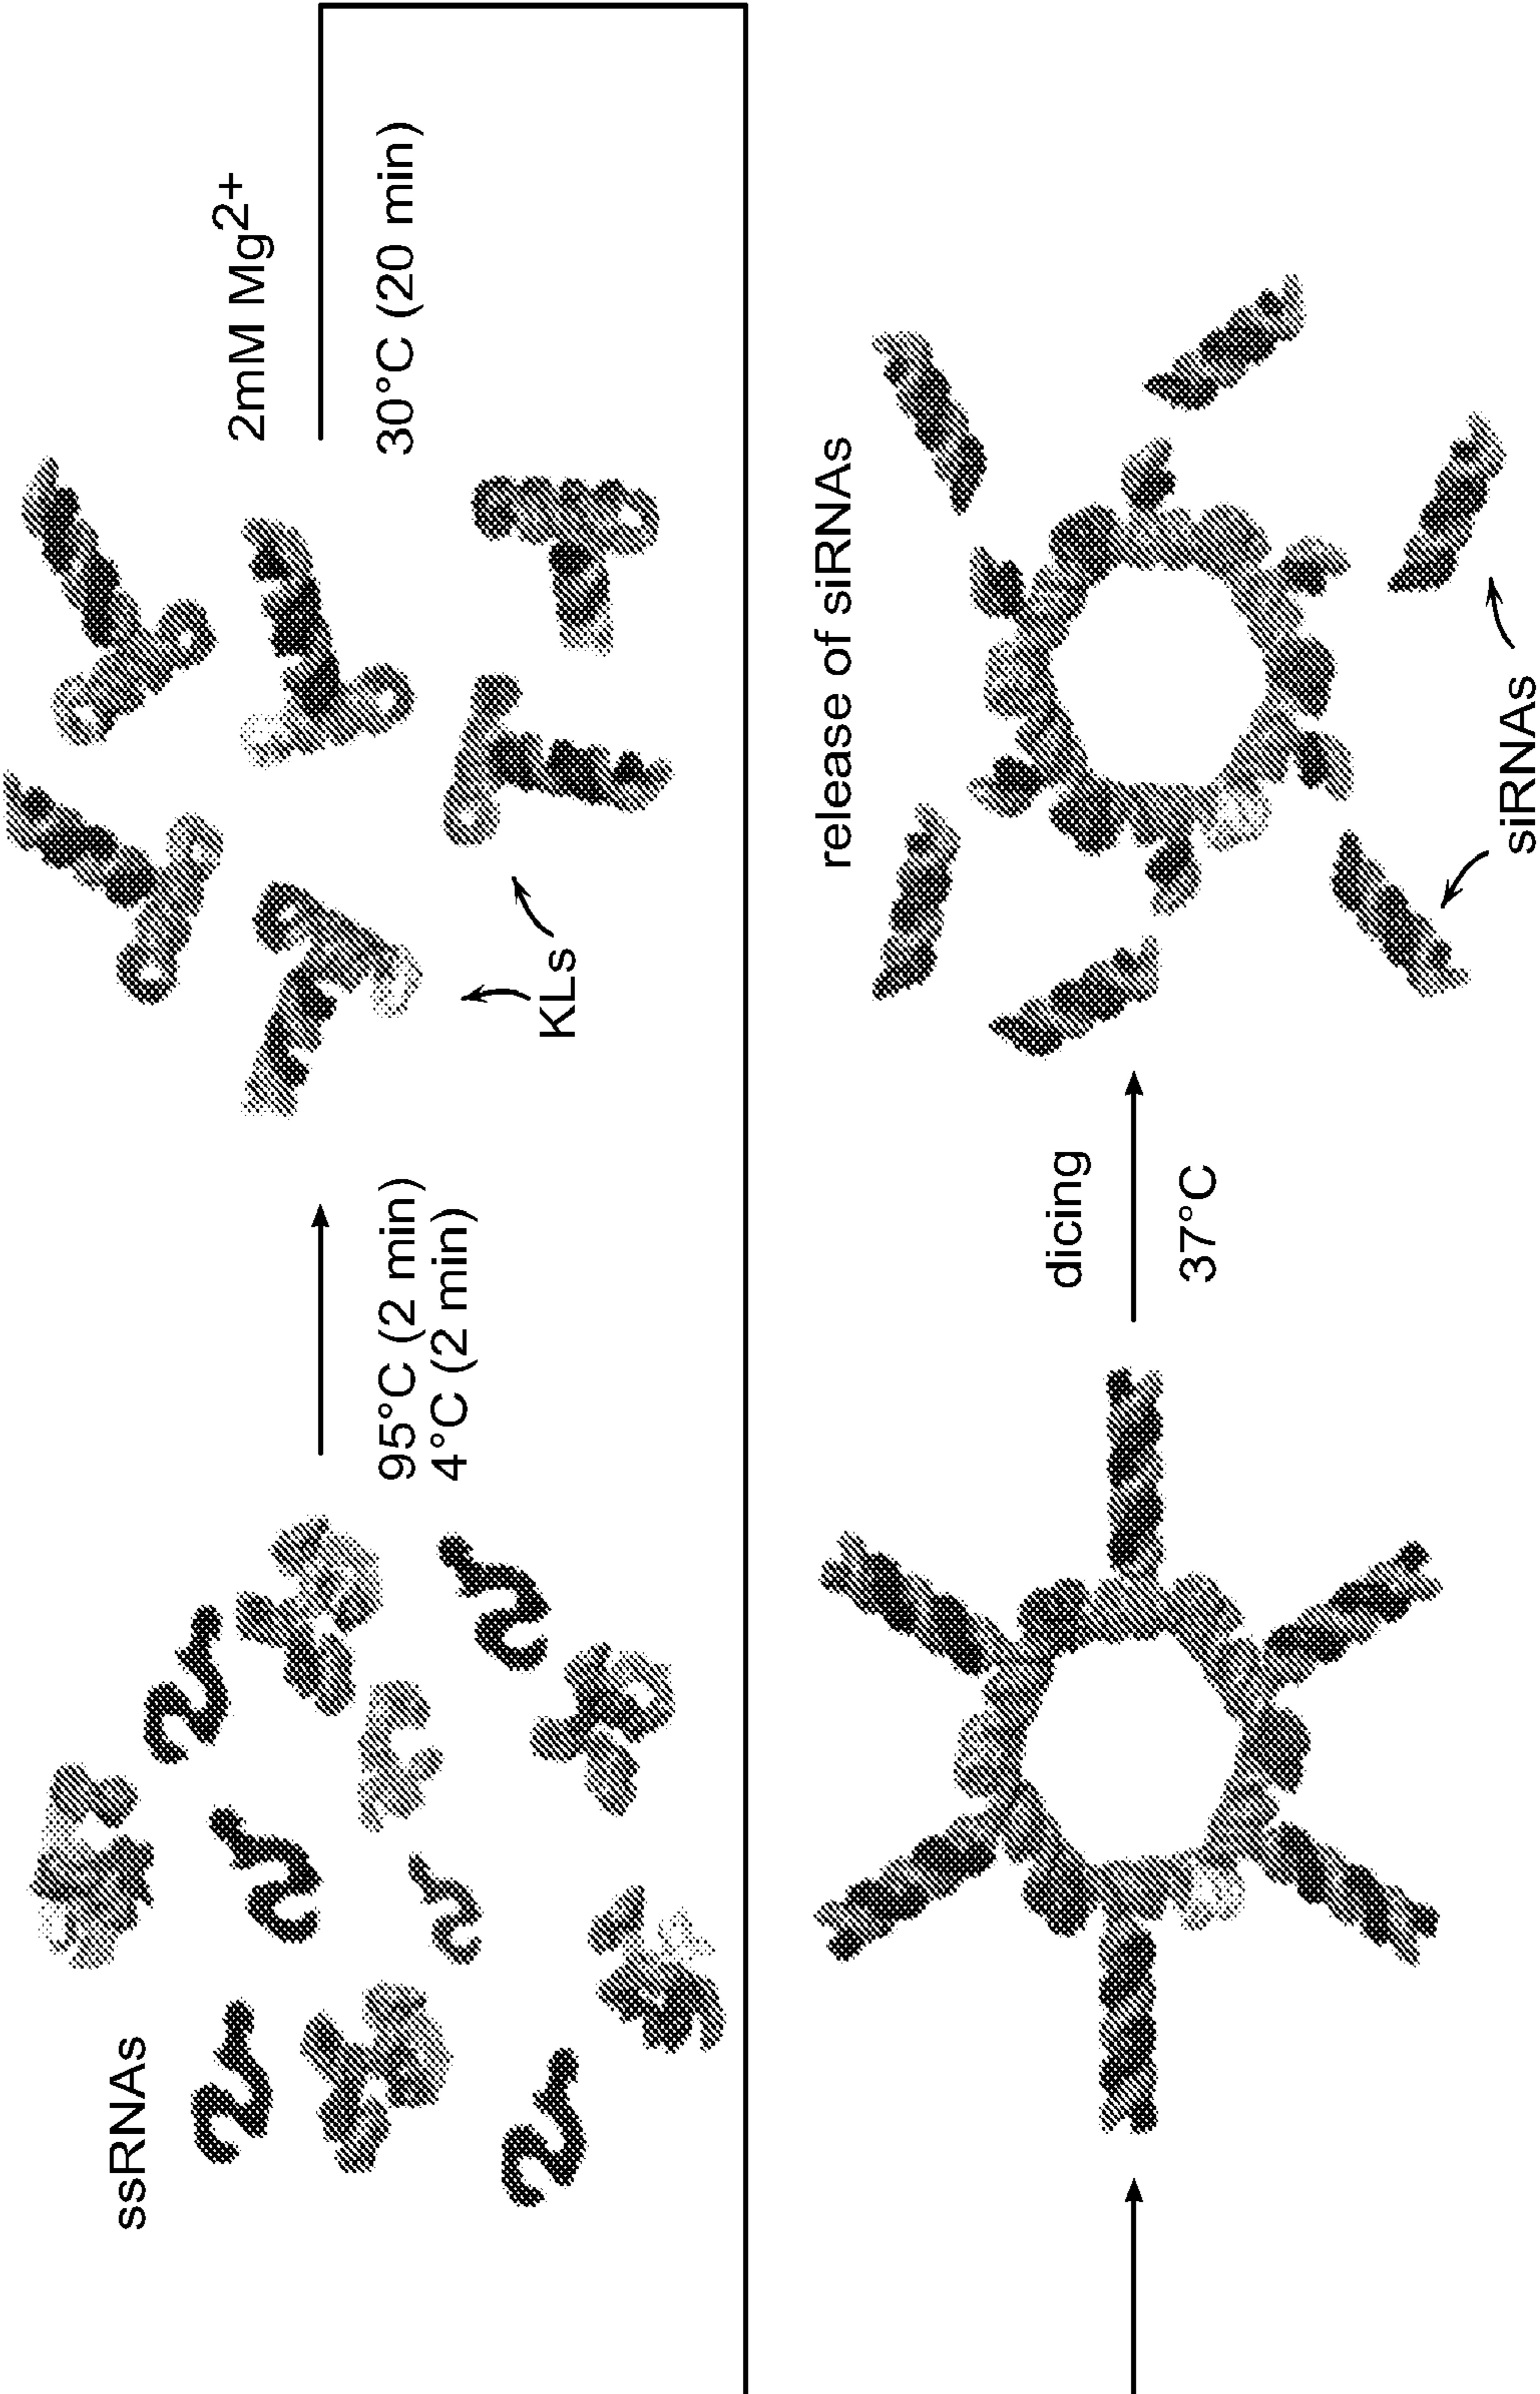 ssRNAs
95°C (2 min)
4°C (2 min)
KLs
2mM Mg2+
30°C (20 min)
dicing
37°C
release of siRNAs
siRNAs